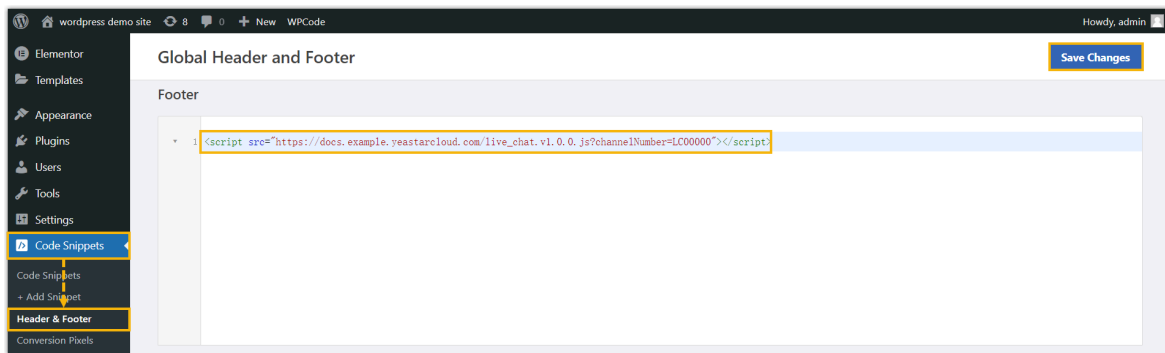 wordpress demo site 8 0 + New WPCode Howdy, admin
Elementor
Templates
Appearance
Plugins
Users
Tools
Settings
Code Snippets
Code Snippets
+ Add Snippet
Header & Footer
Conversion Pixels
Global Header and Footer
Save Changes
Footer
1 <script src="https://docs.example.yeastarcloud.com/live_chat.v1.0.0.js?channelNumber=LC00000"></script>